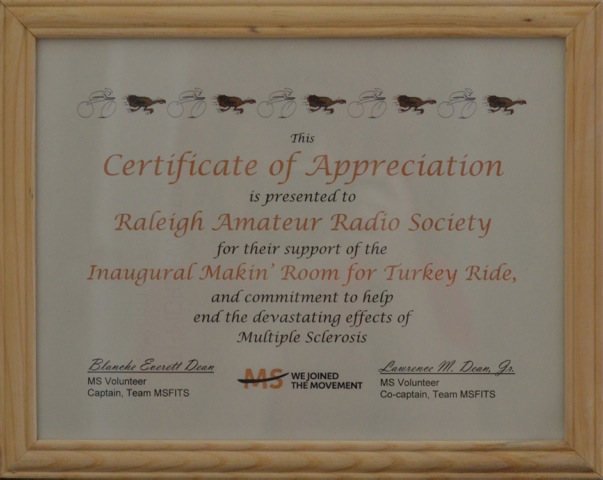 This
Certificate of Appreciation
is presented to
Raleigh Amateur Radio Society
for their support of the
Inaugural Makin' Room for Turkey Ride,
and commitment to help
end the devastating effects of
Multiple Sclerosis
Blanche Everett Dean
MS Volunteer
Captain, Team MSFITS
MS WE JOINED
THE MOVEMENT
Lawrence M. Dean, Jr.
MS Volunteer
Co-captain, Team MSFITS